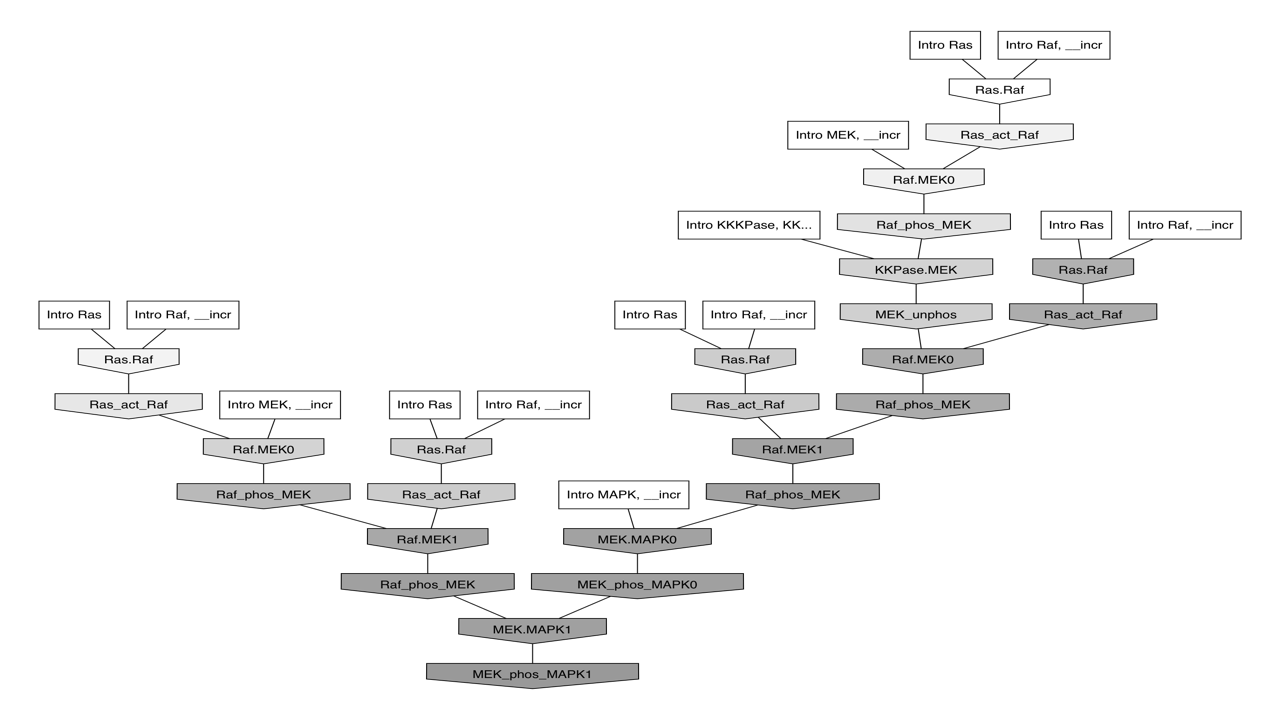 Intro Ras
Intro Raf, __incr
Ras.Raf
Intro MEK, __incr
Ras_act_Raf
Raf.MEK0
Intro KKKPase, KK...
Raf_phos_MEK
Intro Ras
Intro Raf, __incr
KKPase.MEK
Ras.Raf
Intro Ras
Intro Raf, __incr
Intro Ras
Intro Raf, __incr
MEK_unphos
Ras_act_Raf
Ras.Raf
Ras.Raf
Raf.MEK0
Ras_act_Raf
Intro MEK, __incr
Intro Ras
Intro Raf, __incr
Ras_act_Raf
Raf_phos_MEK
Raf.MEK0
Ras.Raf
Raf.MEK1
Raf_phos_MEK
Ras_act_Raf
Intro MAPK, __incr
Raf_phos_MEK
Raf.MEK1
MEK.MAPK0
Raf_phos_MEK
MEK_phos_MAPK0
MEK.MAPK1
MEK_phos_MAPK1